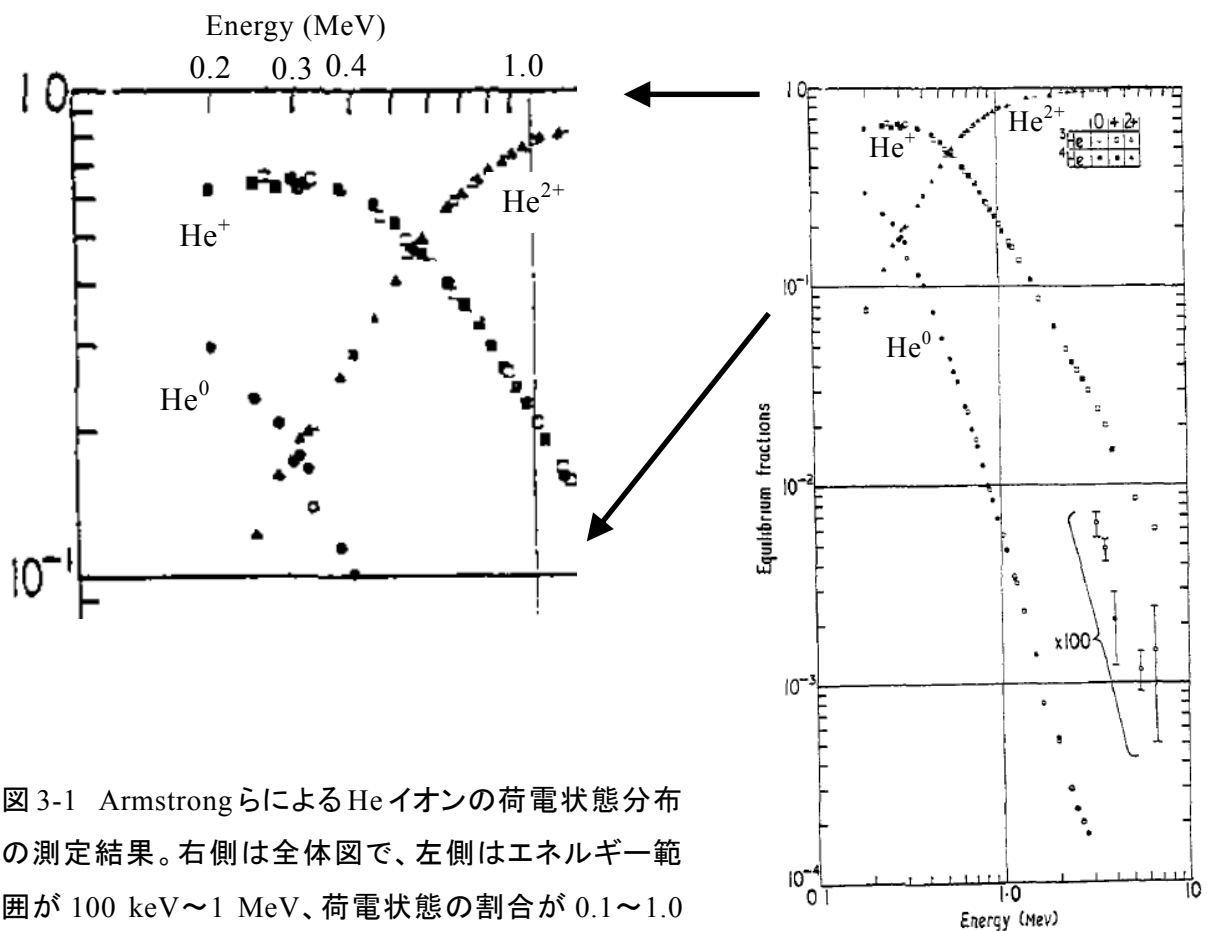 Energy (MeV)
0.2 0.3 0.4 1.0
1.0
He⁺
He²⁺
He⁰
10⁻¹
1.0
He⁺
He²⁺
0 + 2+
³He
⁴He
10⁻¹
He⁰
Equilibrium fractions
10⁻²
x100
10⁻³
10⁻⁴
0.1 1.0 10
Energy (MeV)
図 3-1 Armstrong らによる He イオンの荷電状態分布
の測定結果。右側は全体図で、左側はエネルギー範
囲が 100 keV～1 MeV、荷電状態の割合が 0.1～1.0